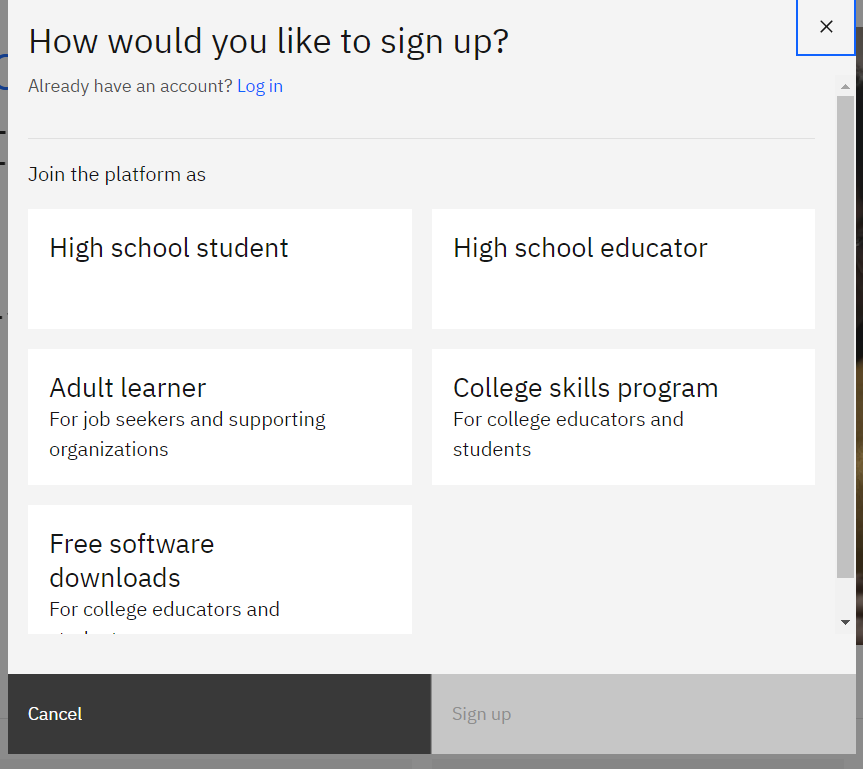 How would you like to sign up?
Already have an account? Log in
Join the platform as
High school student
High school educator
Adult learner
For job seekers and supporting
organizations
College skills program
For college educators and
students
Free software
downloads
For college educators and
Cancel
Sign up